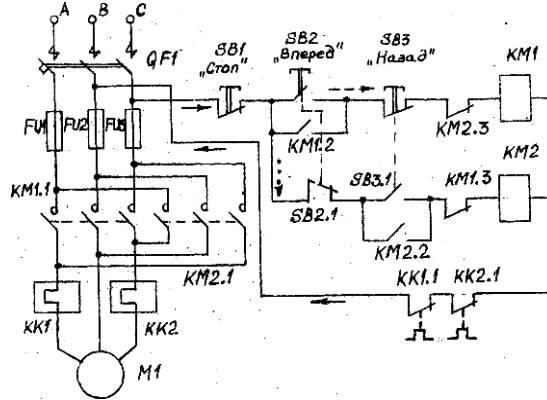 A B C
QF1
SB1
„Стоп"
SB2
„Вперед"
SB3
„Назад"
KM1
FU1 FU2 FU3
KM1.2
KM2.3
KM2
KM1.1
SB2.1
SB3.1
KM1.3
KM2.2
KM2.1
KK1.1 KK2.1
KK1
KK2
M1